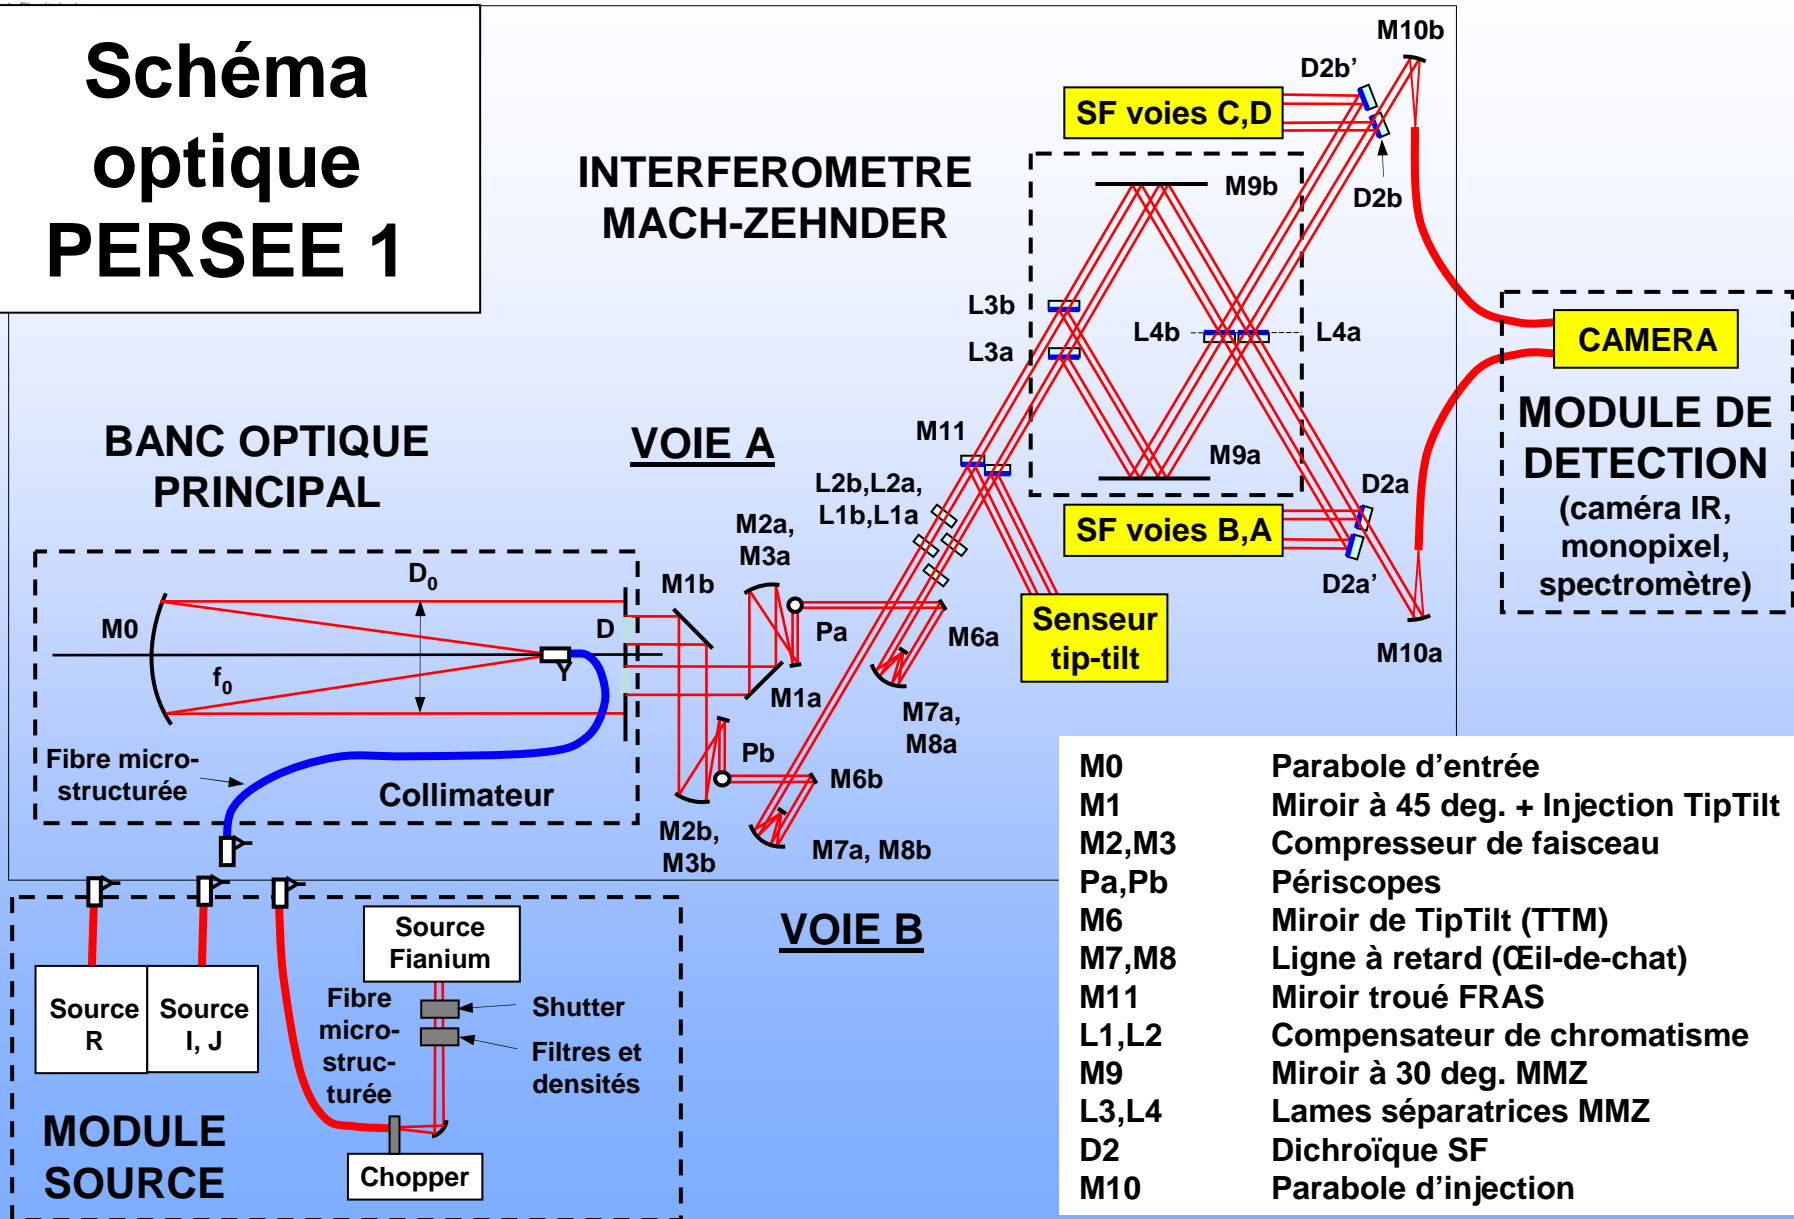 Schéma
optique
PERSEE 1
INTERFEROMETRE
MACH-ZEHNDER
M10b
D2b’
SF voies C,D
D2b
M9b
L3b
L3a
L4b
L4a
CAMERA
MODULE DE
DETECTION
(caméra IR,
monopixel,
spectromètre)
BANC OPTIQUE
PRINCIPAL
VOIE A
M11
M9a
L2b,L2a,
L1b,L1a
SF voies B,A
D2a
D2a’
M10a
M2a,
M3a
M1b
D0
M0
D
f0
Pa
M6a
Senseur
tip-tilt
M1a
M7a,
M8a
Pb
M6b
Fibre micro-
structurée
Collimateur
M2b,
M3b
M7a, M8b
VOIE B
Source
R
Source
I, J
Source
Fianium
Fibre
micro-
struc-
turée
Shutter
Filtres et
densités
MODULE
SOURCE
Chopper
M0 Parabole d’entrée
M1 Miroir à 45 deg. + Injection TipTilt
M2,M3 Compresseur de faisceau
Pa,Pb Périscopes
M6 Miroir de TipTilt (TTM)
M7,M8 Ligne à retard (Œil-de-chat)
M11 Miroir troué FRAS
L1,L2 Compensateur de chromatisme
M9 Miroir à 30 deg. MMZ
L3,L4 Lames séparatrices MMZ
D2 Dichroïque SF
M10 Parabole d’injection